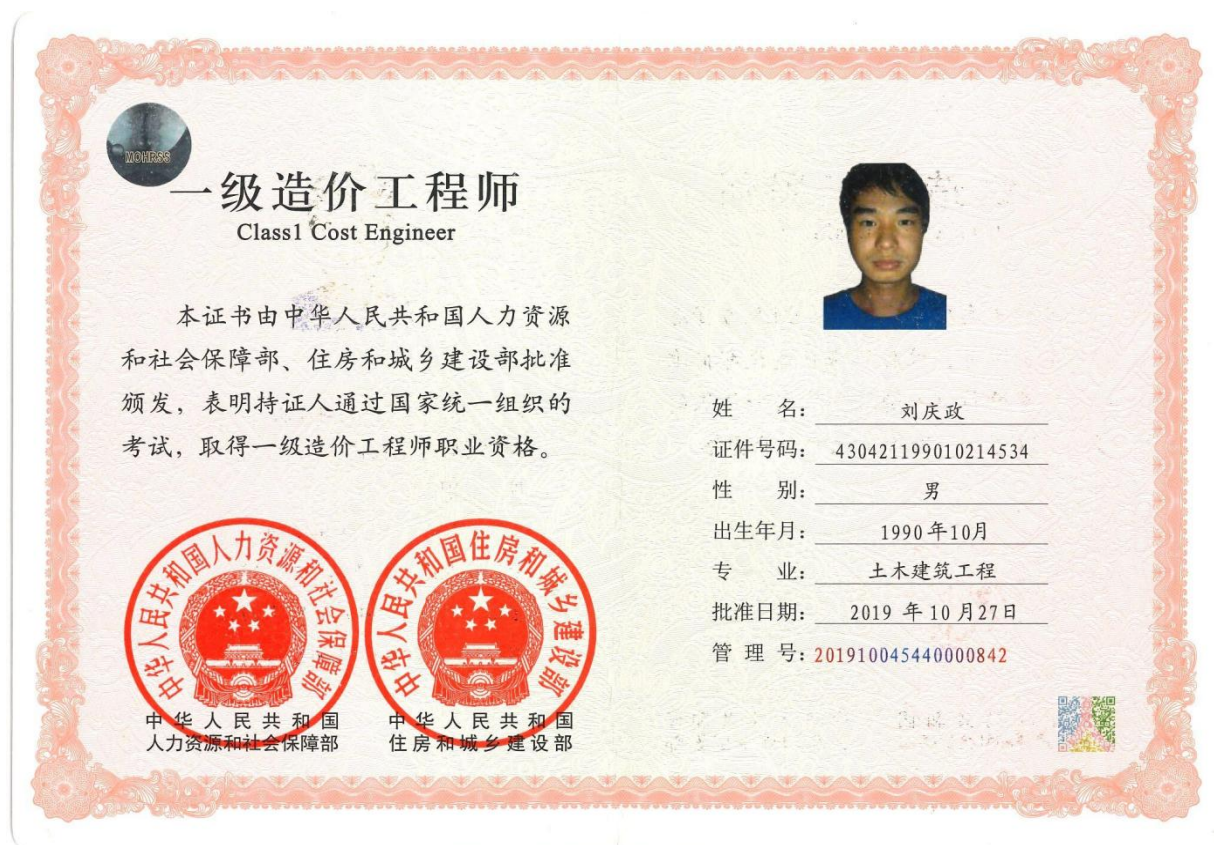 MOHRSS
一级造价工程师
Class1 Cost Engineer
本证书由中华人民共和国人力资源
和社会保障部、住房和城乡建设部批准
颁发，表明持证人通过国家统一组织的
考试，取得一级造价工程师职业资格。
中华人民共和国人力资源和社会保障部
中华人民共和国住房和城乡建设部
中华人民共和国
人力资源和社会保障部
中华人民共和国
住房和城乡建设部
姓 名：刘庆政
证件号码：430421199010214534
性 别：男
出生年月：1990年10月
专 业：土木建筑工程
批准日期：2019 年 10 月27日
管 理 号：201910045440000842